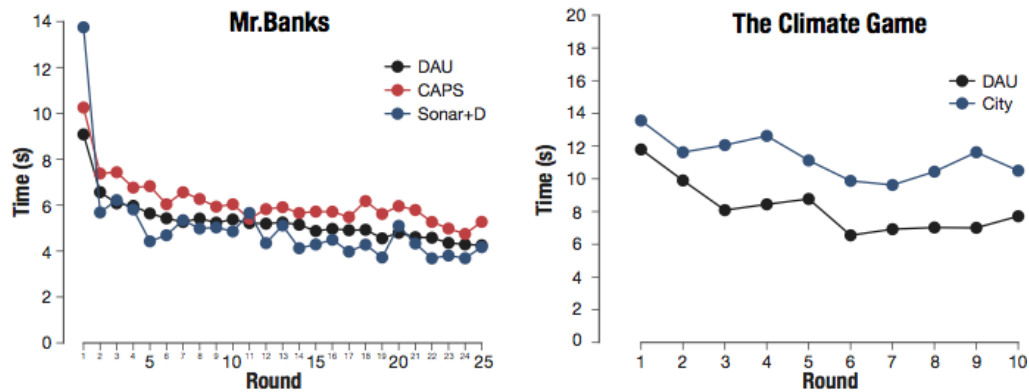 Mr.Banks
14
12
10
8
6
4
2
0
Time (s)
DAU
CAPS
Sonar+D
1 2 3 4 5 6 7 8 9 10 11 12 13 14 15 16 17 18 19 20 21 22 23 24 25
Round
The Climate Game
20
18
16
14
12
10
8
6
4
2
0
Time (s)
DAU
City
1 2 3 4 5 6 7 8 9 10
Round